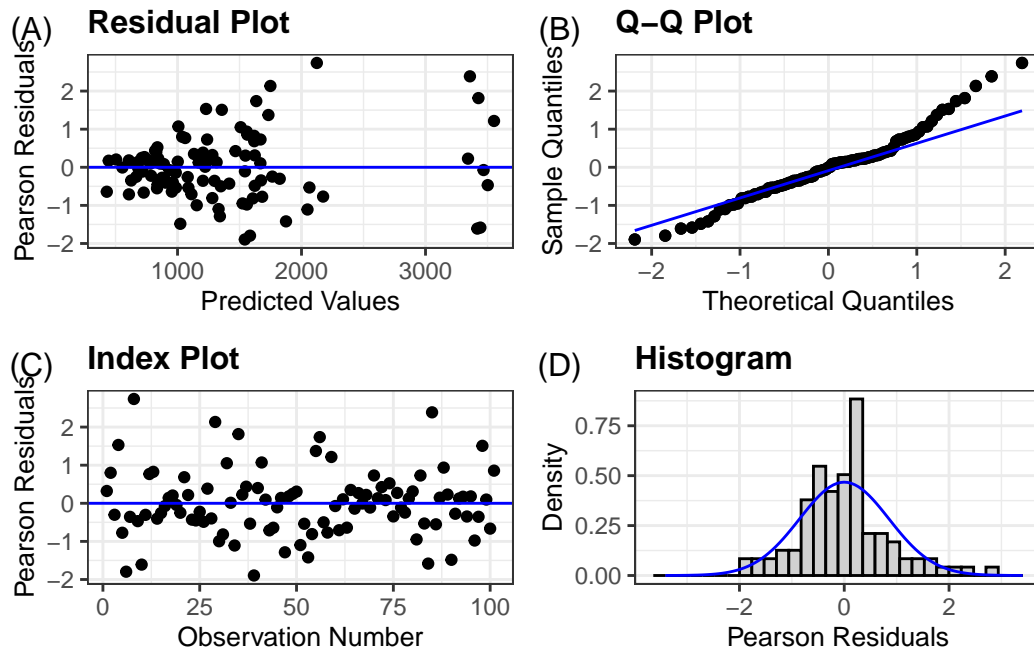 (A) Residual Plot
Pearson Residuals
2
1
0
−1
−2
1000 2000 3000
Predicted Values
(B) Q−Q Plot
Sample Quantiles
2
1
0
−1
−2
−2 −1 0 1 2
Theoretical Quantiles
(C) Index Plot
Pearson Residuals
2
1
0
−1
−2
0 25 50 75 100
Observation Number
(D) Histogram
Density
0.75
0.50
0.25
0.00
−2 0 2
Pearson Residuals